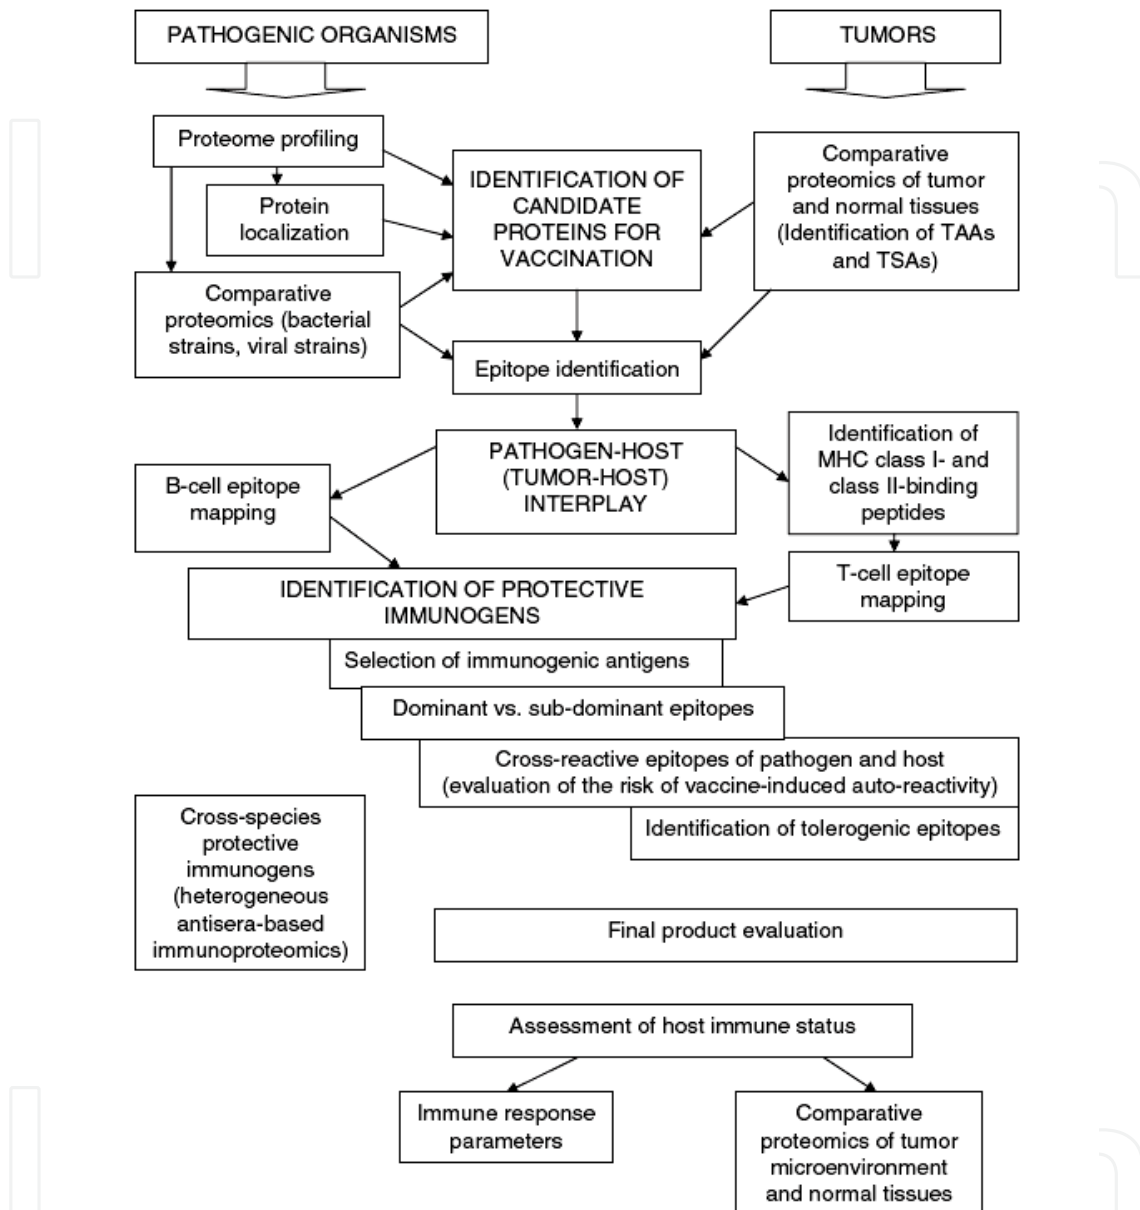 PATHOGENIC ORGANISMS
TUMORS
Proteome profiling
Protein
localization
Comparative
proteomics (bacterial
strains, viral strains)
IDENTIFICATION OF
CANDIDATE
PROTEINS FOR
VACCINATION
Comparative
proteomics of tumor
and normal tissues
(Identification of TAAs
and TSAs)
Epitope identification
PATHOGEN-HOST
(TUMOR-HOST)
INTERPLAY
B-cell epitope
mapping
Identification of
MHC class I- and
class II-binding
peptides
T-cell epitope
mapping
IDENTIFICATION OF PROTECTIVE
IMMUNOGENS
Selection of immunogenic antigens
Dominant vs. sub-dominant epitopes
Cross-reactive epitopes of pathogen and host
(evaluation of the risk of vaccine-induced auto-reactivity)
Identification of tolerogenic epitopes
Cross-species
protective
immunogens
(heterogeneous
antisera-based
immunoproteomics)
Final product evaluation
Assessment of host immune status
Immune response
parameters
Comparative
proteomics of tumor
microenvironment
and normal tissues